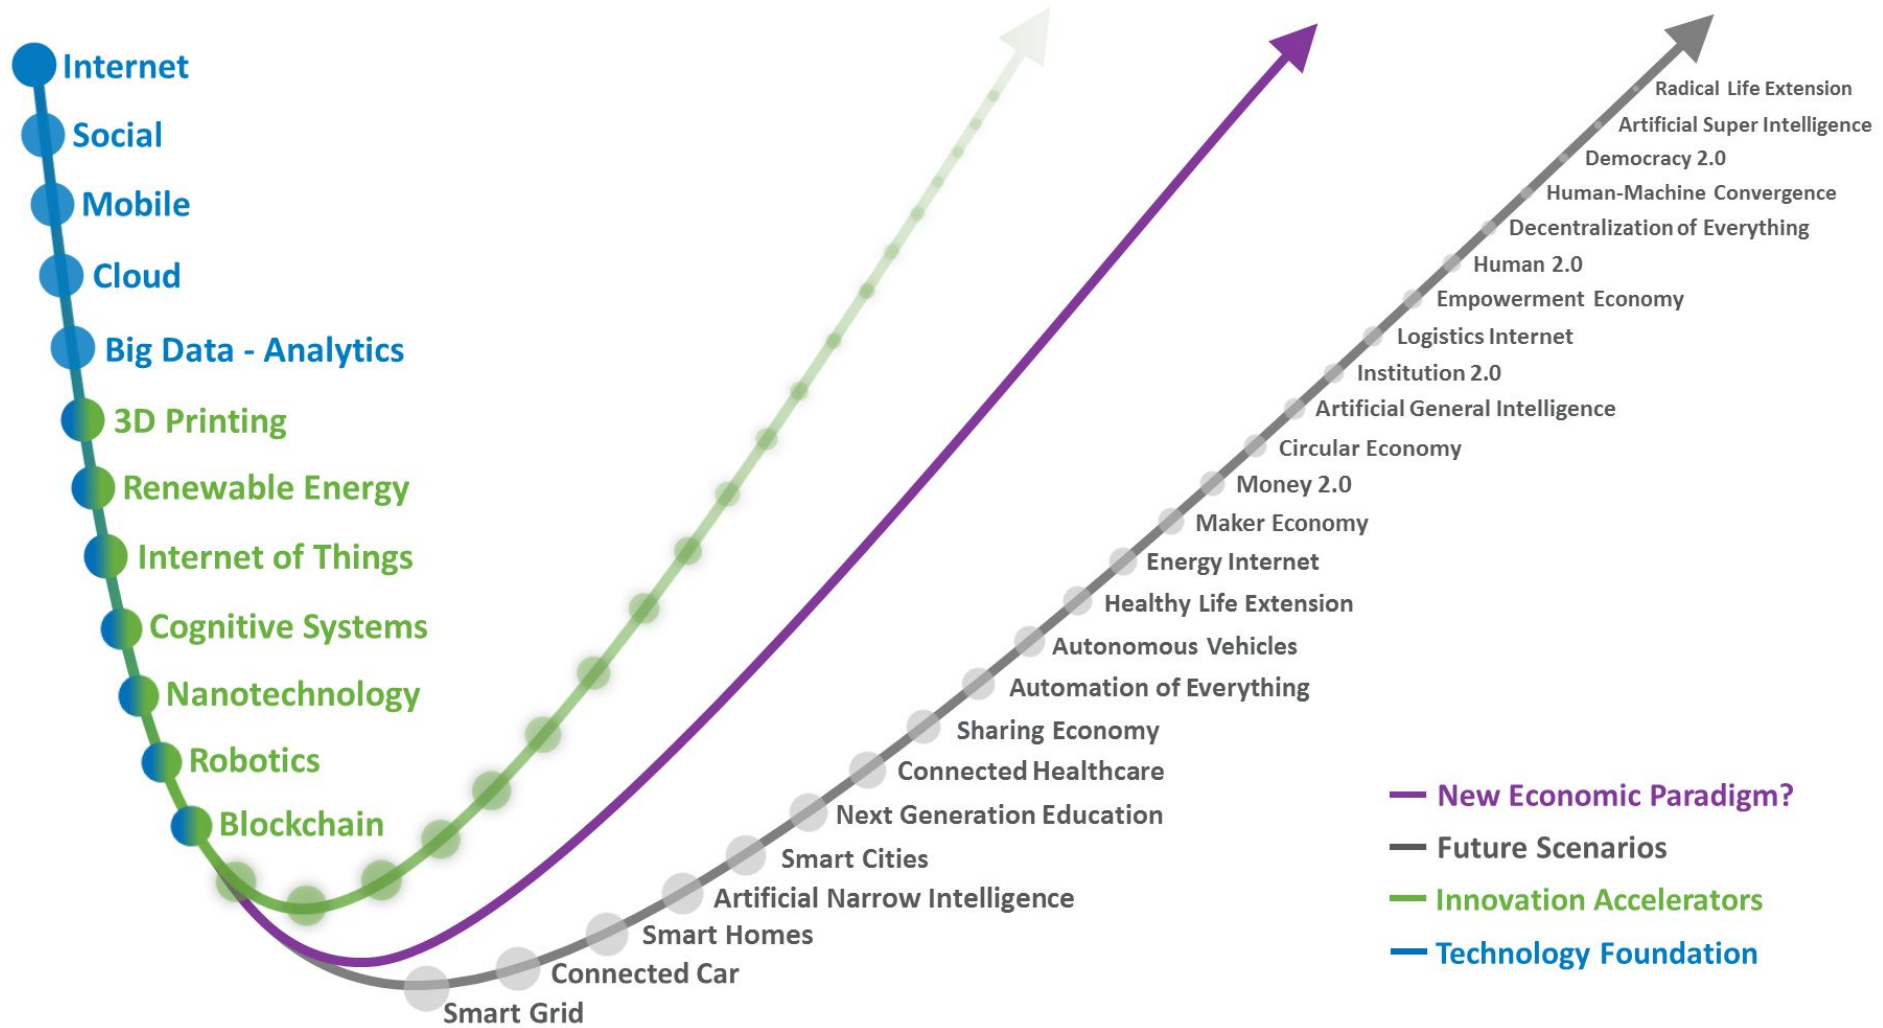 Internet
Social
Mobile
Cloud
Big Data - Analytics
3D Printing
Renewable Energy
Internet of Things
Cognitive Systems
Nanotechnology
Robotics
Blockchain
Radical Life Extension
Artificial Super Intelligence
Democracy 2.0
Human-Machine Convergence
Decentralization of Everything
Human 2.0
Empowerment Economy
Logistics Internet
Institution 2.0
Artificial General Intelligence
Circular Economy
Money 2.0
Maker Economy
Energy Internet
Healthy Life Extension
Autonomous Vehicles
Automation of Everything
Sharing Economy
Connected Healthcare
Next Generation Education
Smart Cities
Artificial Narrow Intelligence
Smart Homes
Connected Car
Smart Grid
New Economic Paradigm?
Future Scenarios
Innovation Accelerators
Technology Foundation